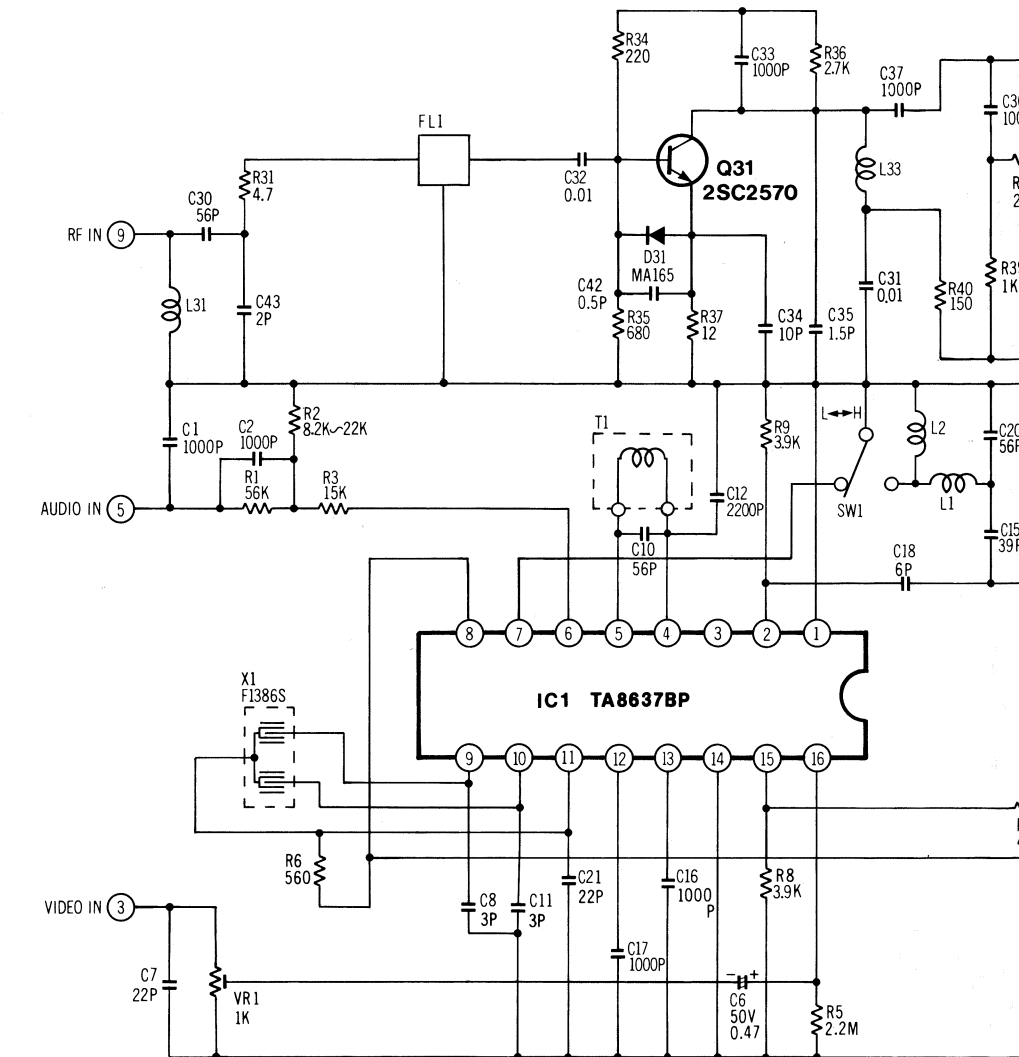 R34
220
C33
1000P
R36
2.7K
C37
1000P
FL1
R31
4.7
C32
0.01
Q31
2SC2570
L33
C30
56P
RF IN 9
D31
MA165
L31
C43
2P
C42
0.5P
R35
680
R37
12
C34
10P
C35
1.5P
C31
0.01
R40
150
R39
1K
C1
1000P
C2
1000P
R2
8.2K~22K
R1
56K
R3
15K
AUDIO IN 5
T1
C10
56P
C12
2200P
R9
3.9K
L↔H
SW1
L2
L1
C20
C15
C18
6P
8 7 6 5 4 3 2 1
IC1 TA8637BP
9 10 11 12 13 14 15 16
X1
F1386S
R6
560
C8
3P
C11
3P
C21
22P
C16
1000
P
R8
3.9K
VIDEO IN 3
C7
22P
VR1
1K
C17
1000P
− +
C6
50V
0.47
R5
2.2M